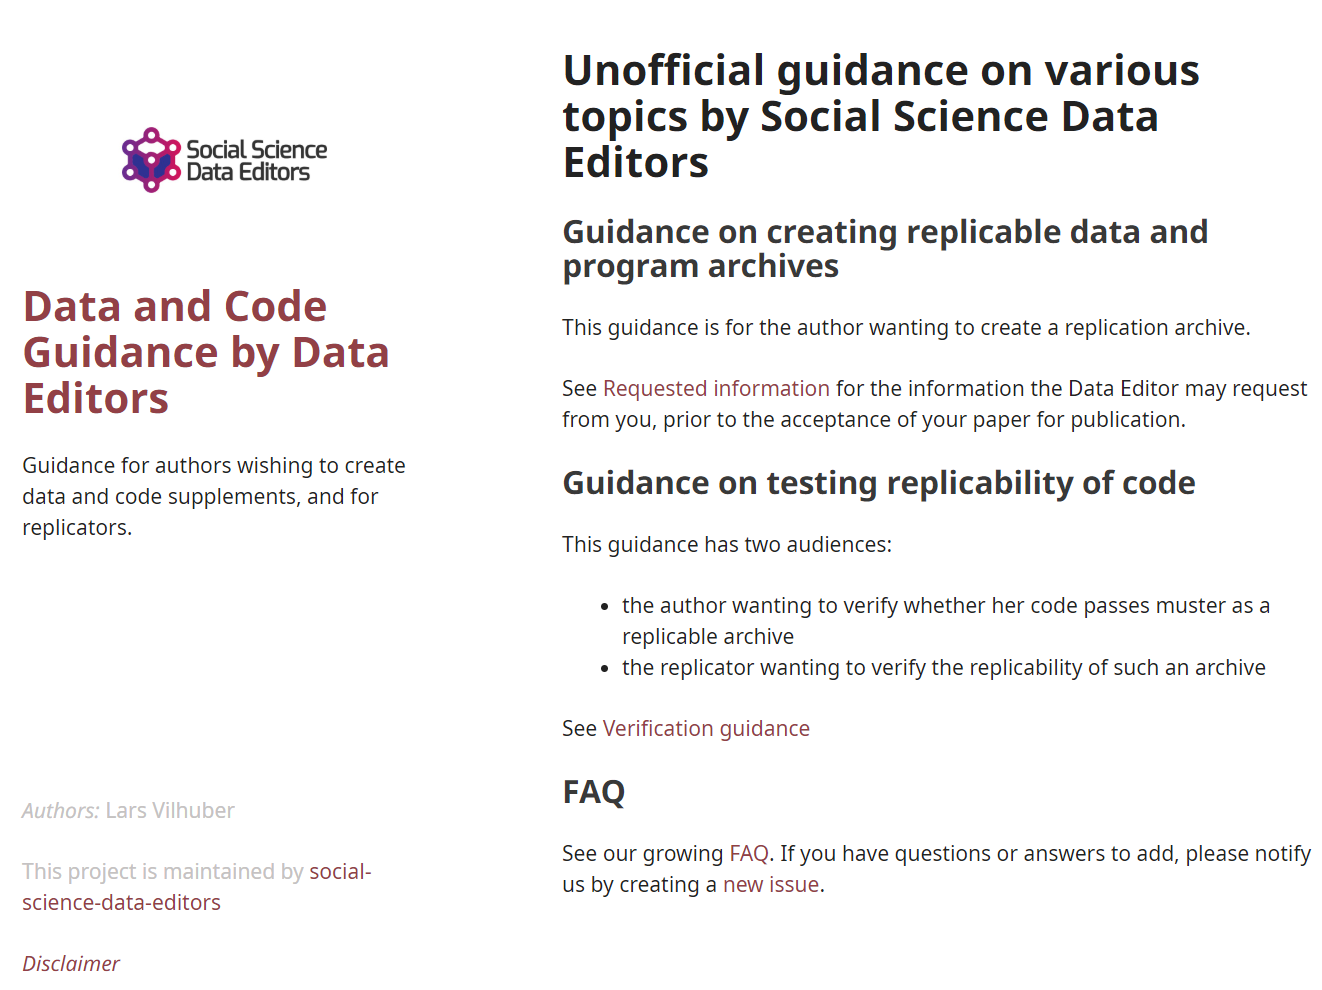 Social Science
Data Editors
Data and Code
Guidance by Data
Editors
Guidance for authors wishing to create
data and code supplements, and for
replicators.
Authors: Lars Vilhuber
This project is maintained by social-
science-data-editors
Disclaimer
Unofficial guidance on various
topics by Social Science Data
Editors
Guidance on creating replicable data and
program archives
This guidance is for the author wanting to create a replication archive.
See Requested information for the information the Data Editor may request
from you, prior to the acceptance of your paper for publication.
Guidance on testing replicability of code
This guidance has two audiences:
• the author wanting to verify whether her code passes muster as a
replicable archive
• the replicator wanting to verify the replicability of such an archive
See Verification guidance
FAQ
See our growing FAQ. If you have questions or answers to add, please notify
us by creating a new issue.